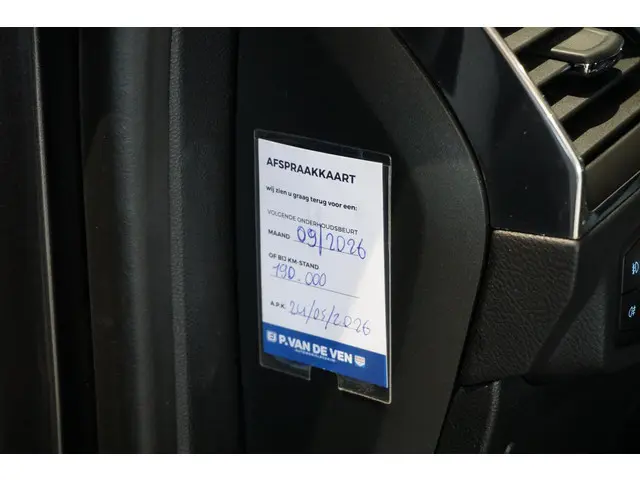 AFSPRAAKKAART
wij zien u graag terug voor een:
VOLGENDE ONDERHOUDSBEURT
MAAND 09/2026
OF BIJ KM-STAND
190.000
A.P.K. 24/05/2026
P. VAN DE VEN